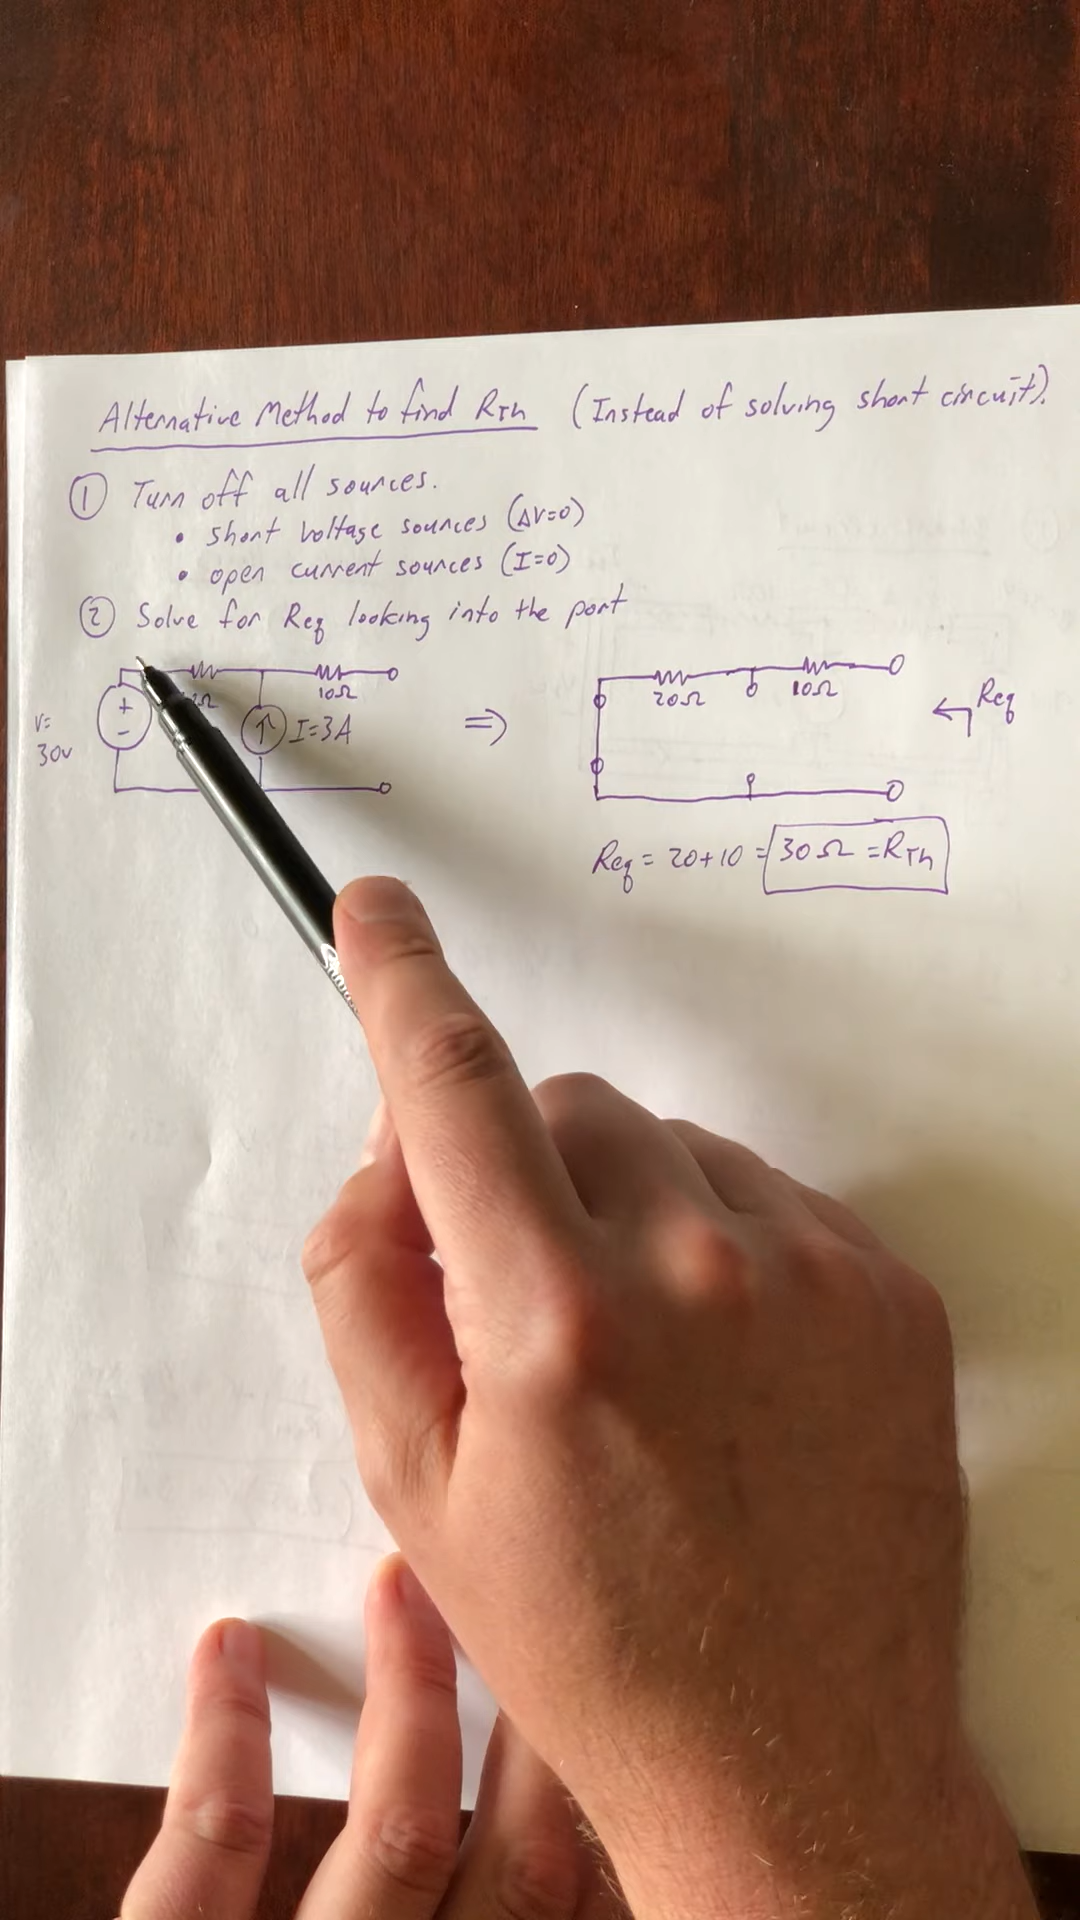 Alternative Method to find RTh (Instead of solving short circuit).
① Turn off all sources.
• short voltage sources (ΔV=0)
• open current sources (I=0)
② Solve for Req looking into the port
10Ω
+
-
V=
30v
I=3A
⇒
20Ω
10Ω
Req
Req = 20+10 = 30Ω = RTh